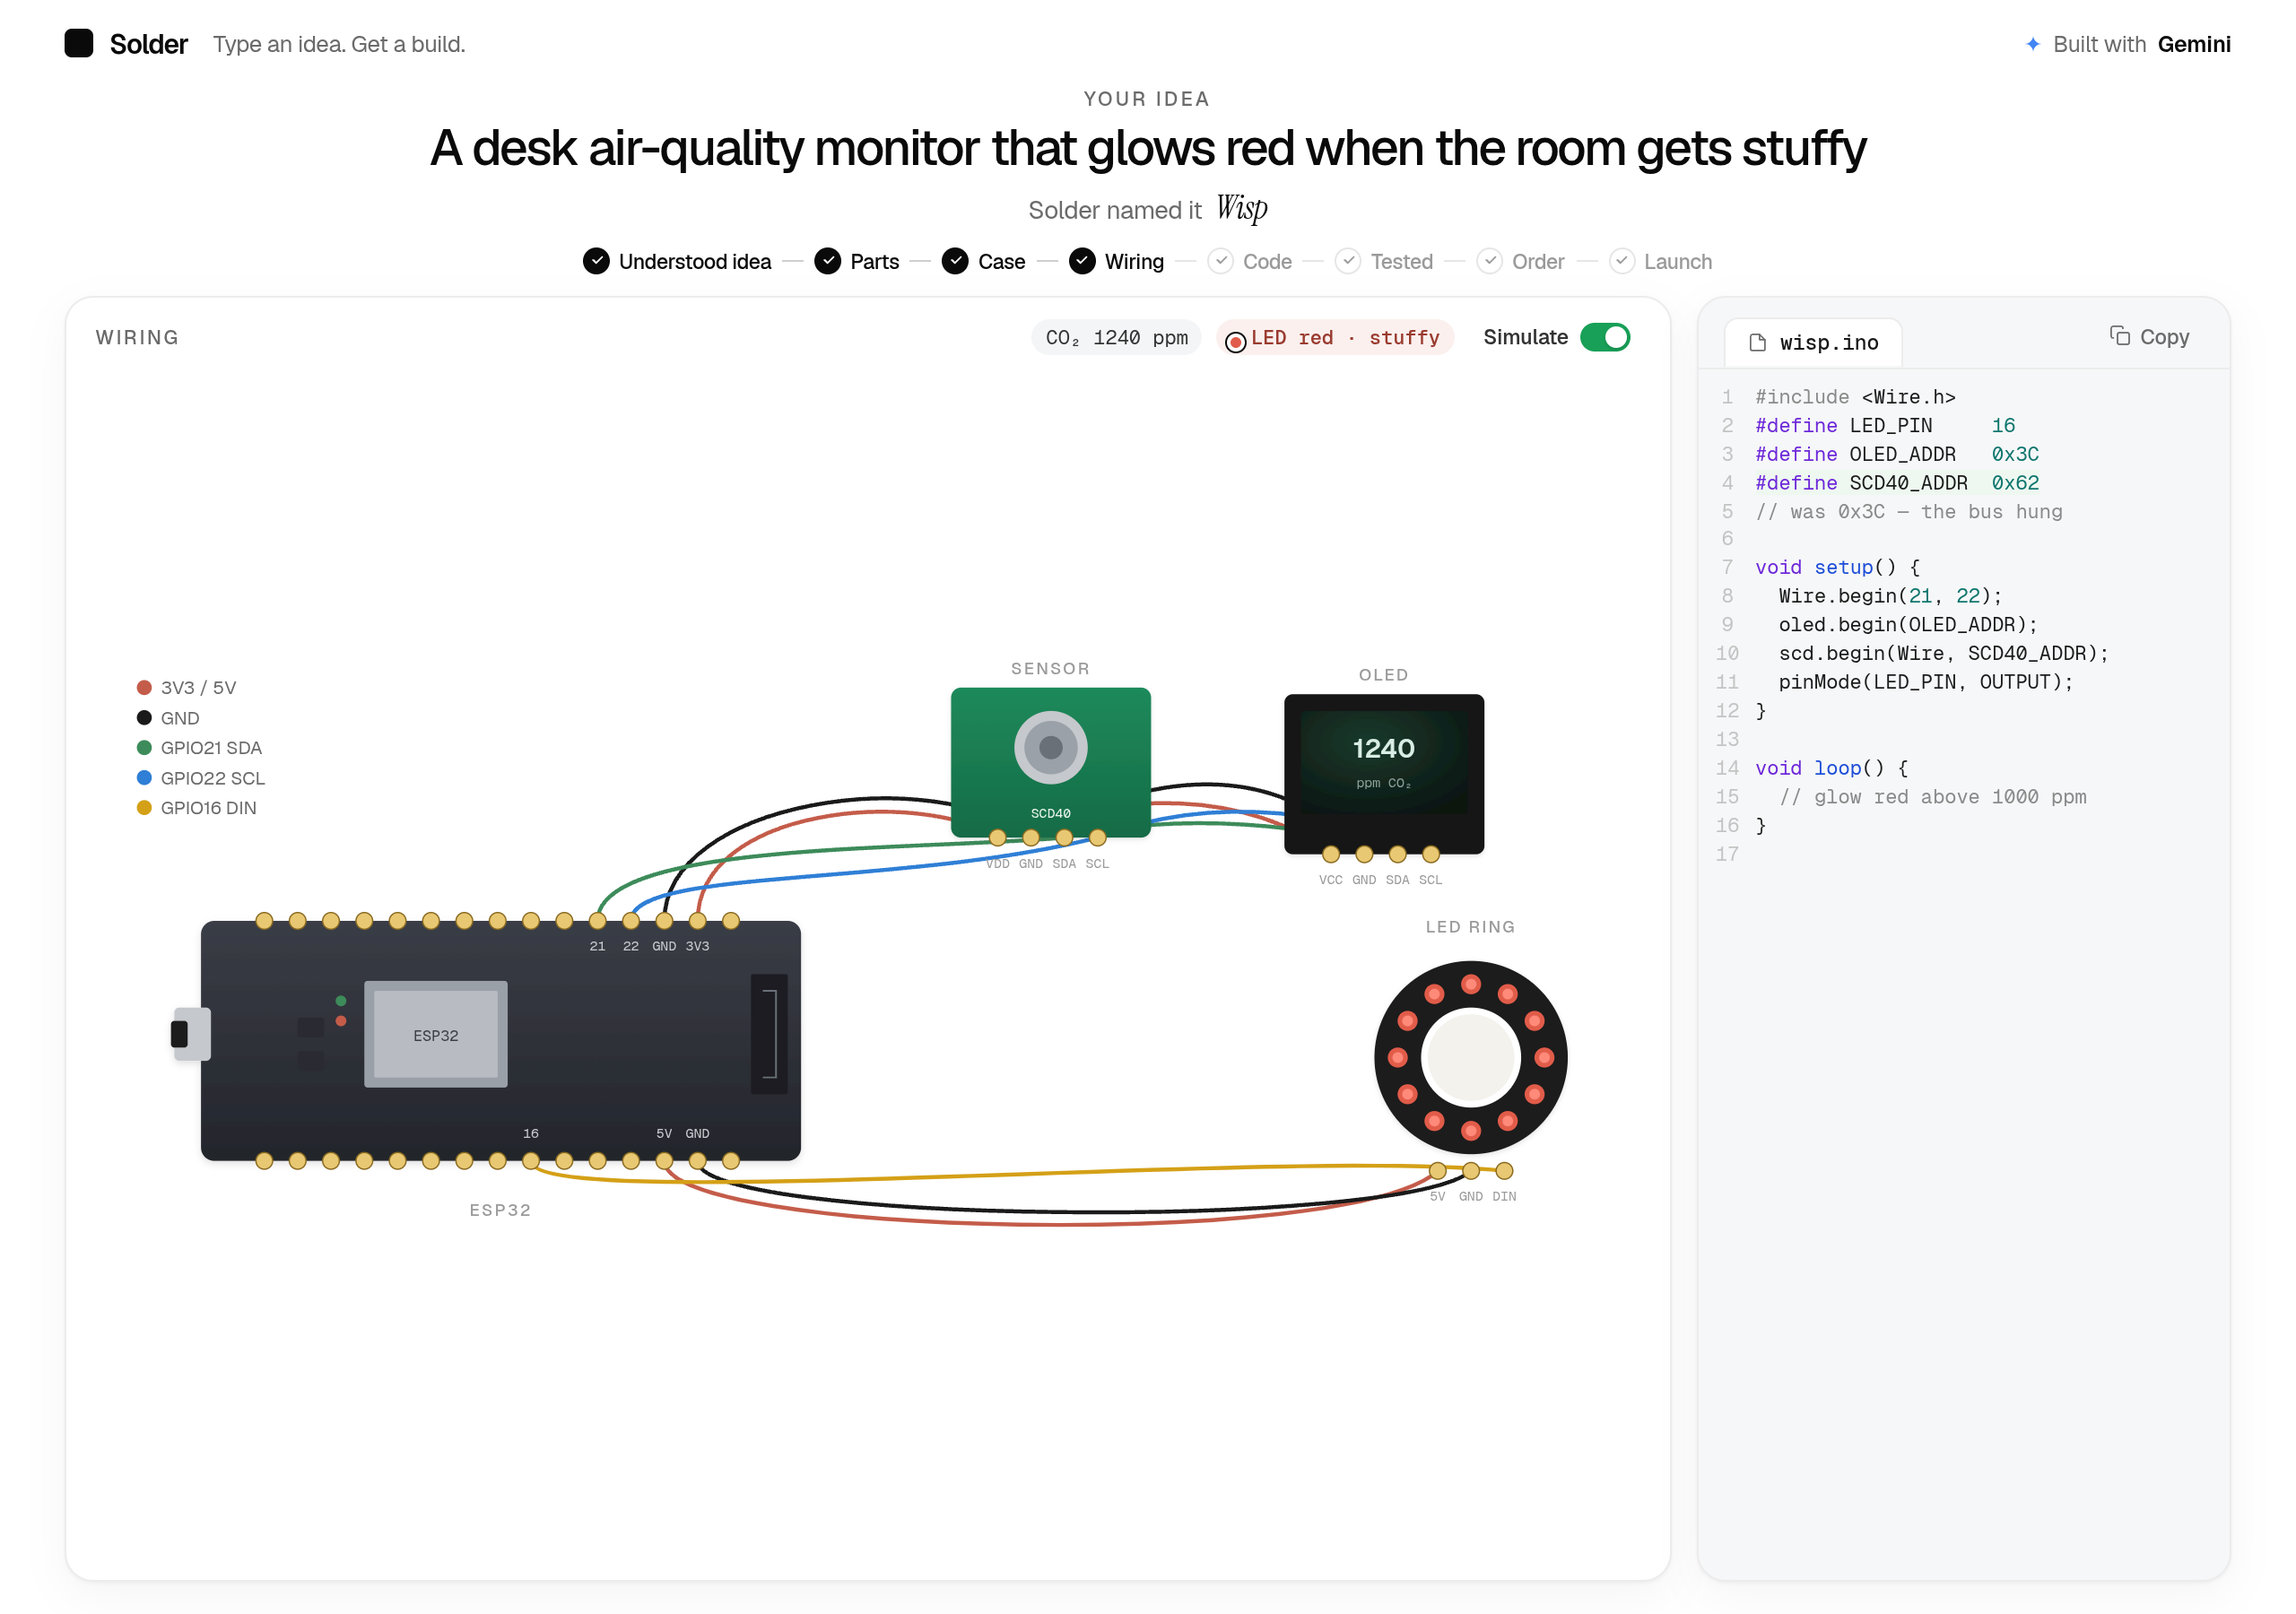 Solder Type an idea. Get a build.
✦ Built with Gemini
YOUR IDEA
A desk air-quality monitor that glows red when the room gets stuffy
Solder named it Wisp
Understood idea — Parts — Case — Wiring — Code — Tested — Order — Launch
WIRING
CO₂ 1240 ppm
LED red · stuffy
Simulate
3V3 / 5V
GND
GPIO21 SDA
GPIO22 SCL
GPIO16 DIN
SENSOR
SCD40
VDD GND SDA SCL
OLED
1240
ppm CO₂
VCC GND SDA SCL
21 22 GND 3V3
ESP32
16 5V GND
ESP32
LED RING
5V GND DIN
wisp.ino
Copy
1 #include <Wire.h>
2 #define LED_PIN     16
3 #define OLED_ADDR   0x3C
4 #define SCD40_ADDR  0x62
5 // was 0x3C — the bus hung
6
7 void setup() {
8   Wire.begin(21, 22);
9   oled.begin(OLED_ADDR);
10   scd.begin(Wire, SCD40_ADDR);
11   pinMode(LED_PIN, OUTPUT);
12 }
13
14 void loop() {
15   // glow red above 1000 ppm
16 }
17